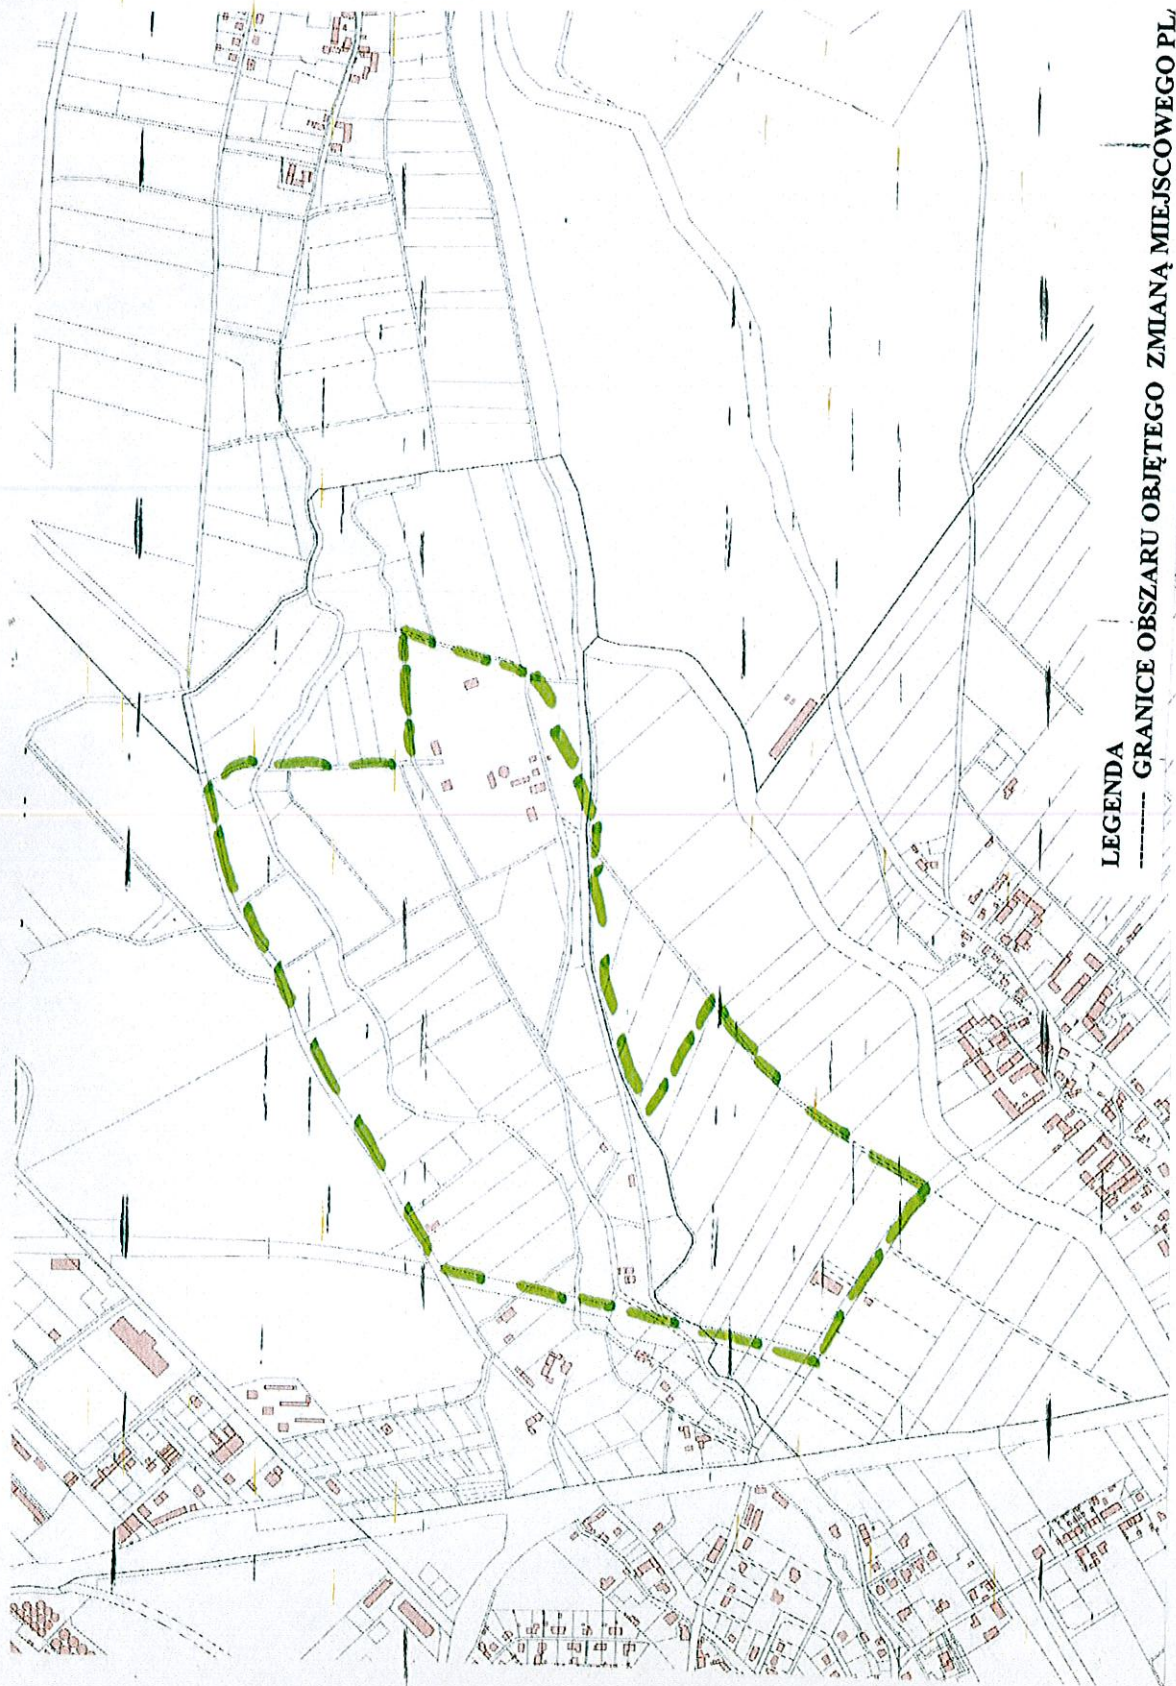 LEGENDA
--------- GRANICE OBSZARU OBJĘTEGO ZMIANĄ MIEJSCOWEGO PL